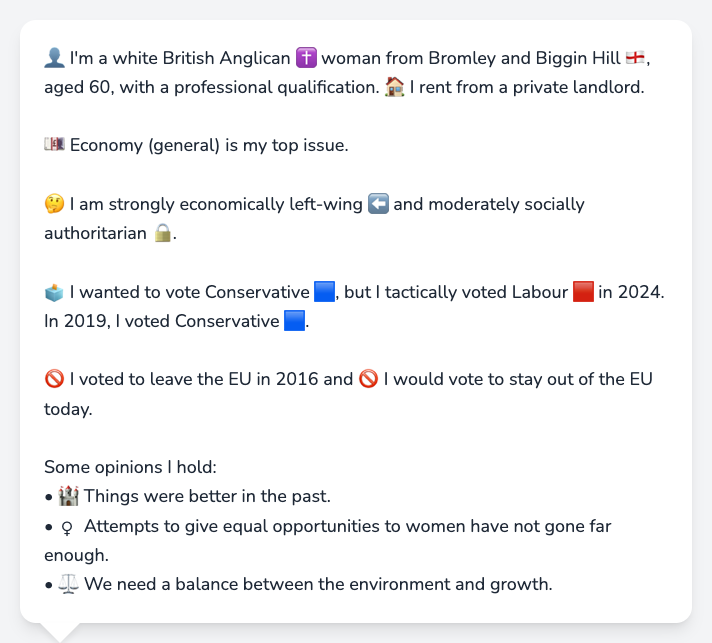 👤 I'm a white British Anglican ✝️ woman from Bromley and Biggin Hill 🏴󠁧󠁢󠁥󠁮󠁧󠁿,
aged 60, with a professional qualification. 🏠 I rent from a private landlord.
💷 Economy (general) is my top issue.
🤔 I am strongly economically left-wing ⬅️ and moderately socially
authoritarian 🔒.
🗳️ I wanted to vote Conservative 🟦, but I tactically voted Labour 🟥 in 2024.
In 2019, I voted Conservative 🟦.
🚫 I voted to leave the EU in 2016 and 🚫 I would vote to stay out of the EU
today.
Some opinions I hold:
• 🏰 Things were better in the past.
• ♀ Attempts to give equal opportunities to women have not gone far
enough.
• ⚖️ We need a balance between the environment and growth.